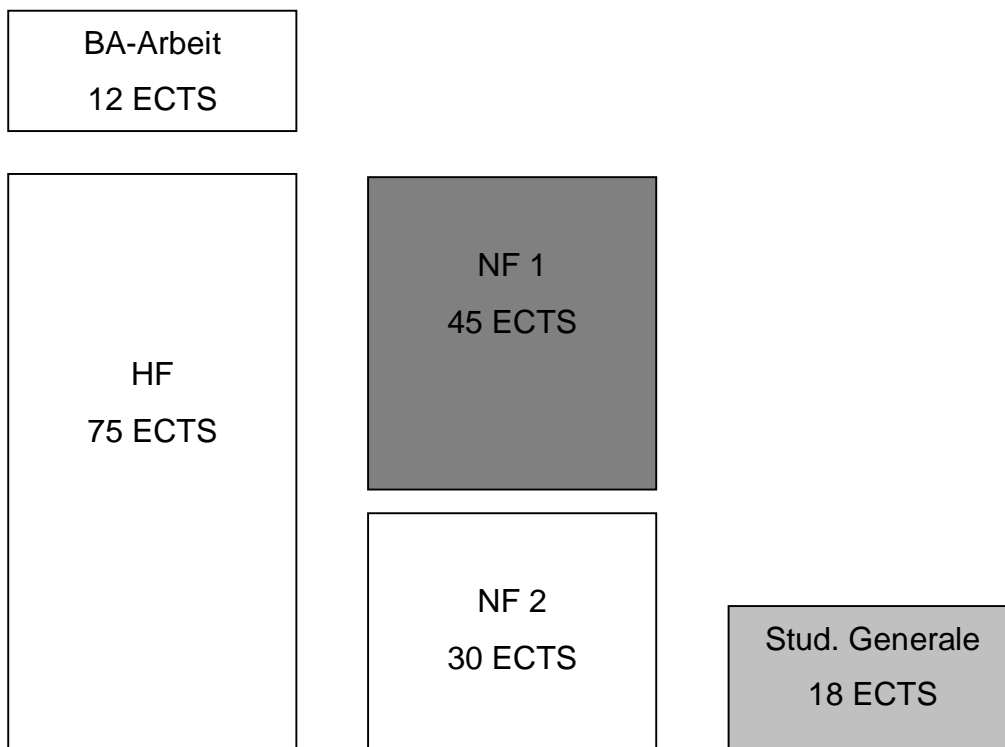 BA-Arbeit
12 ECTS
HF
75 ECTS
NF 1
45 ECTS
NF 2
30 ECTS
Stud. Generale
18 ECTS